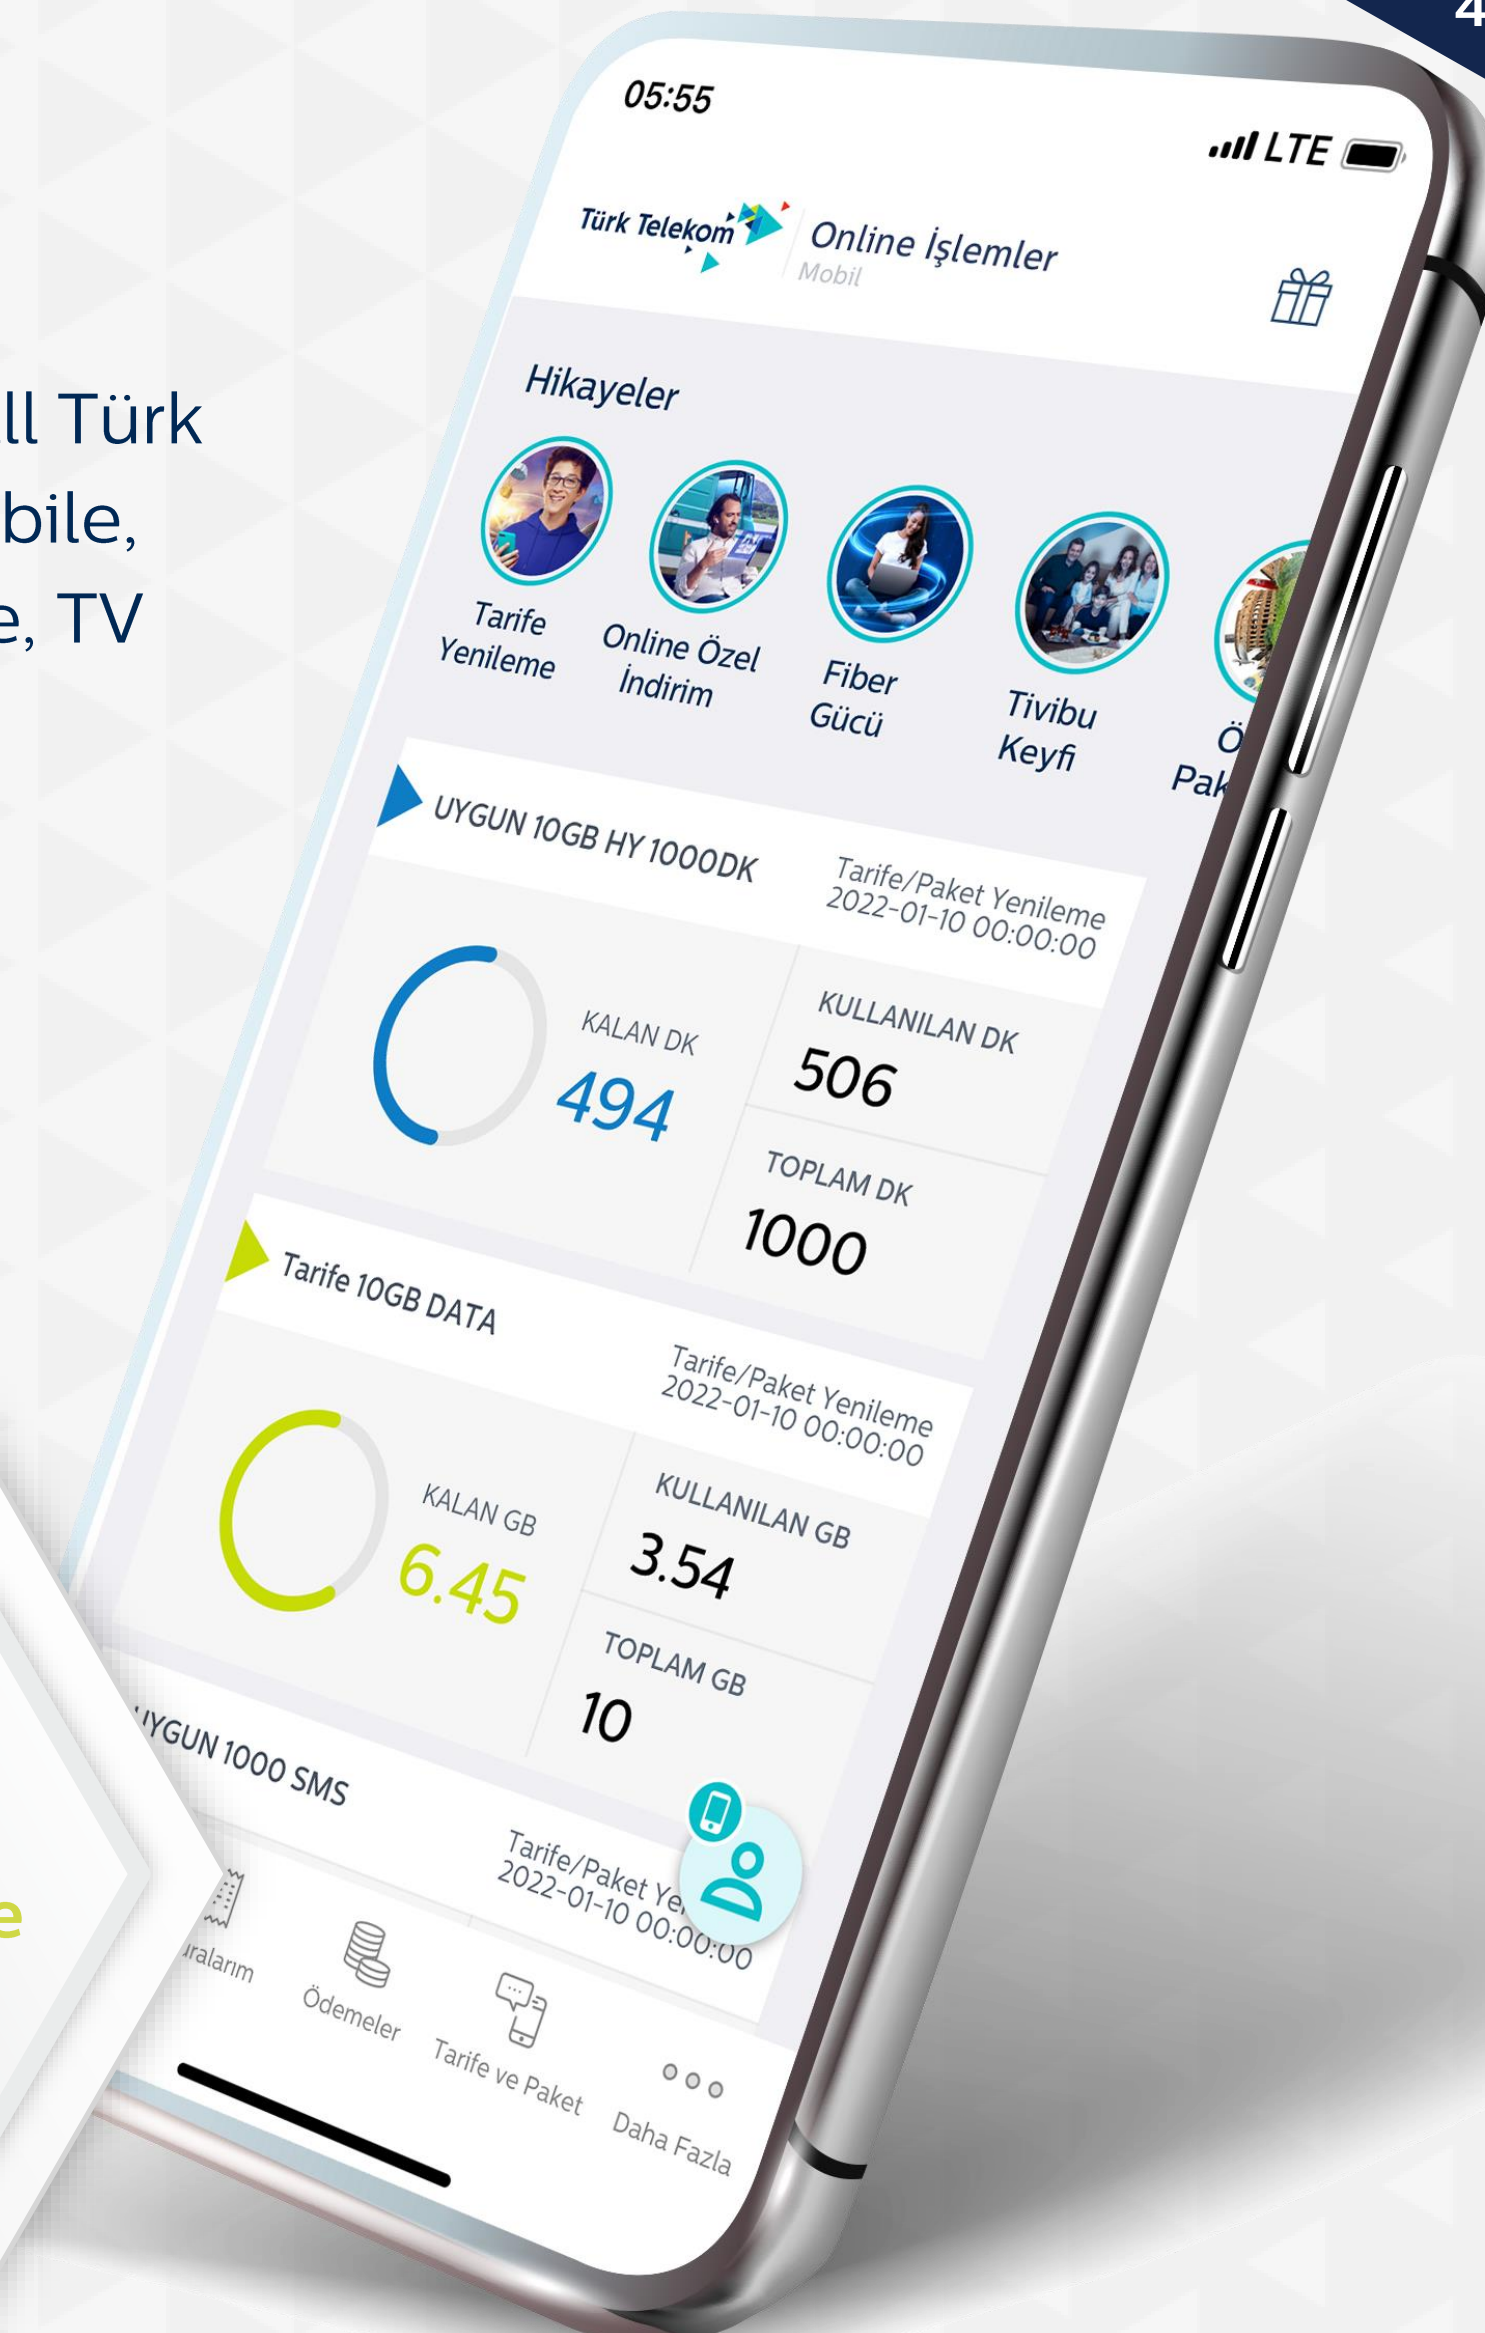 4
ll Türk
bile,
e, TV
e
05:55
LTE
Türk Telekom
Online İşlemler
Mobil
Hikayeler
Tarife
Yenileme
Online Özel
İndirim
Fiber
Gücü
Tivibu
Keyfi
Ö
Pak
UYGUN 10GB HY 1000DK
Tarife/Paket Yenileme
2022-01-10 00:00:00
KALAN DK
494
KULLANILAN DK
506
TOPLAM DK
1000
Tarife 10GB DATA
Tarife/Paket Yenileme
2022-01-10 00:00:00
KALAN GB
6.45
KULLANILAN GB
3.54
TOPLAM GB
10
UYGUN 1000 SMS
Tarife/Paket Ye
2022-01-10 00:00:00
uralarım
Ödemeler
Tarife ve Paket
Daha Fazla